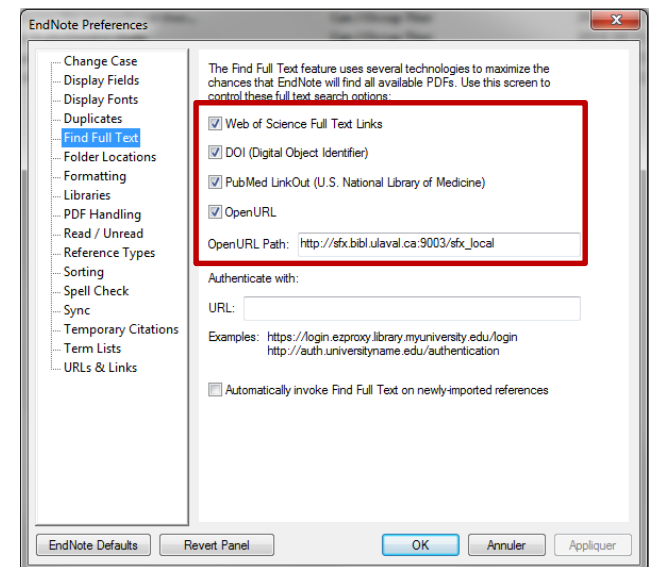 EndNote Preferences
Change Case
Display Fields
Display Fonts
Duplicates
Find Full Text
Folder Locations
Formatting
Libraries
PDF Handling
Read / Unread
Reference Types
Sorting
Spell Check
Sync
Temporary Citations
Term Lists
URLs & Links
The Find Full Text feature uses several technologies to maximize the
chances that EndNote will find all available PDFs. Use this screen to
control these full text search options:
Web of Science Full Text Links
DOI (Digital Object Identifier)
PubMed LinkOut (U.S. National Library of Medicine)
OpenURL
OpenURL Path: http://sfx.bibl.ulaval.ca:9003/sfx_local
Authenticate with:
URL:
Examples: https://login.ezproxy.library.myuniversity.edu/login
http://auth.universityname.edu/authentication
Automatically invoke Find Full Text on newly-imported references
EndNote Defaults Revert Panel OK Annuler Appliquer